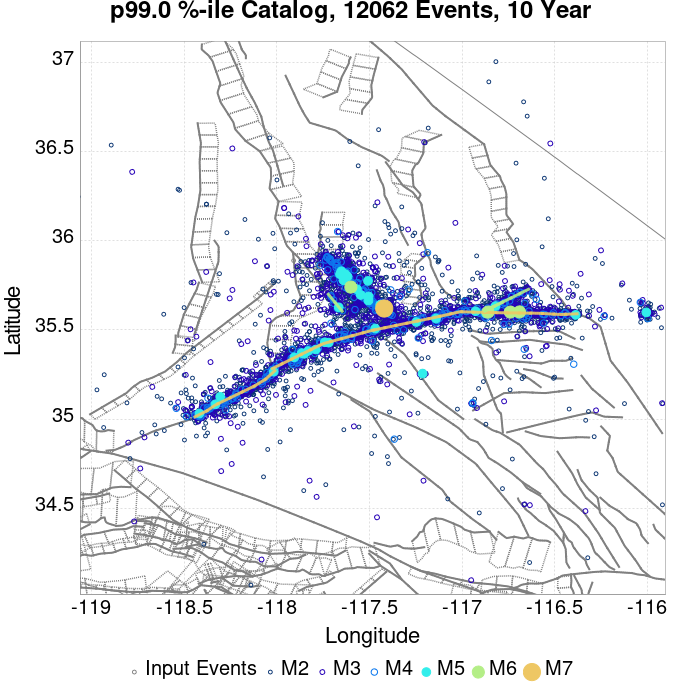 p99.0 %-ile Catalog, 12062 Events, 10 Year
37
36.5
36
35.5
35
34.5
Latitude
-119 -118.5 -118 -117.5 -117 -116.5 -116
Longitude
Input Events M2 M3 M4 M5 M6 M7